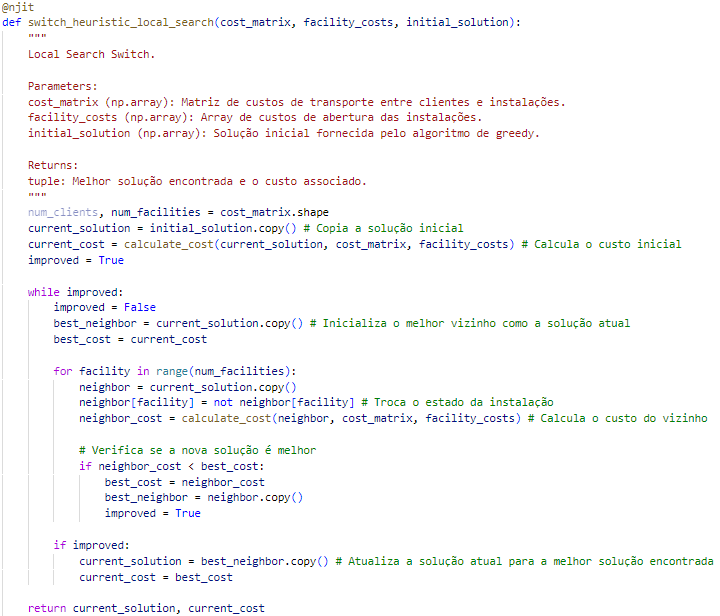 @njit
def switch_heuristic_local_search(cost_matrix, facility_costs, initial_solution):
    """
    Local Search Switch.

    Parameters:
    cost_matrix (np.array): Matriz de custos de transporte entre clientes e instalações.
    facility_costs (np.array): Array de custos de abertura das instalações.
    initial_solution (np.array): Solução inicial fornecida pelo algoritmo de greedy.

    Returns:
    tuple: Melhor solução encontrada e o custo associado.
    """
    num_clients, num_facilities = cost_matrix.shape
    current_solution = initial_solution.copy() # Copia a solução inicial
    current_cost = calculate_cost(current_solution, cost_matrix, facility_costs) # Calcula o custo inicial
    improved = True

    while improved:
        improved = False
        best_neighbor = current_solution.copy() # Inicializa o melhor vizinho como a solução atual
        best_cost = current_cost

        for facility in range(num_facilities):
            neighbor = current_solution.copy()
            neighbor[facility] = not neighbor[facility] # Troca o estado da instalação
            neighbor_cost = calculate_cost(neighbor, cost_matrix, facility_costs) # Calcula o custo do vizinho

            # Verifica se a nova solução é melhor
            if neighbor_cost < best_cost:
                best_cost = neighbor_cost
                best_neighbor = neighbor.copy()
                improved = True

        if improved:
            current_solution = best_neighbor.copy() # Atualiza a solução atual para a melhor solução encontrada
            current_cost = best_cost

    return current_solution, current_cost